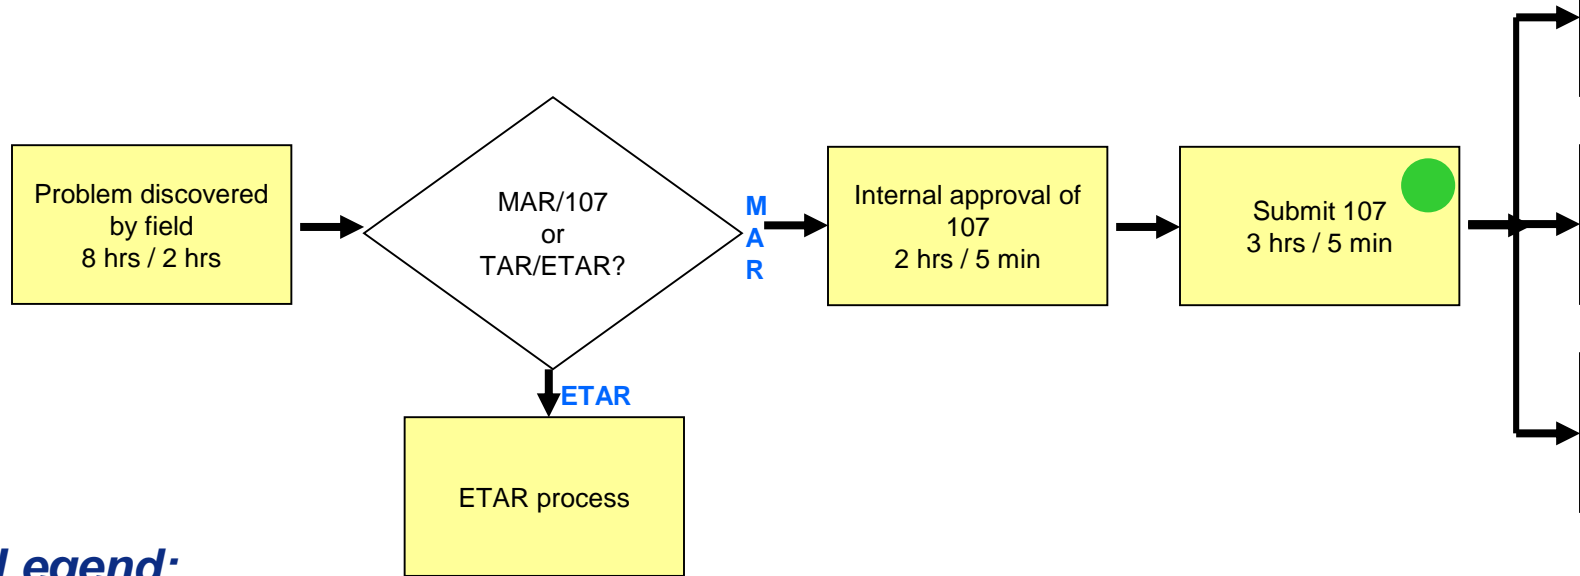 Problem discovered
by field
8 hrs / 2 hrs
MAR/107
or
TAR/ETAR?
M
A
R
Internal approval of
107
2 hrs / 5 min
Submit 107
3 hrs / 5 min
ETAR
ETAR process
Legend: